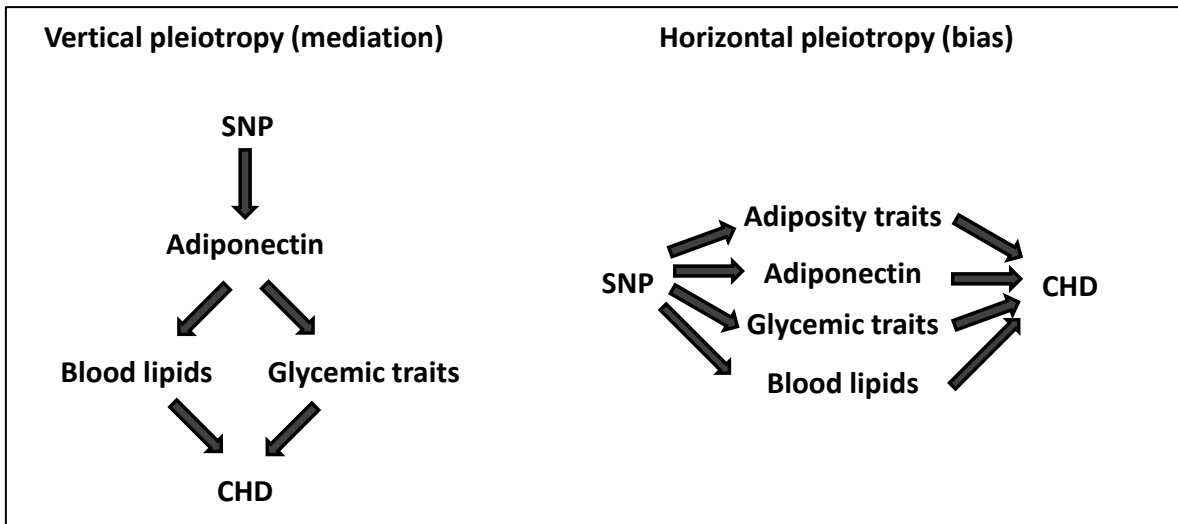 Vertical pleiotropy (mediation)
SNP
Adiponectin
Blood lipids
Glycemic traits
CHD
Horizontal pleiotropy (bias)
SNP
Adiposity traits
Adiponectin
Glycemic traits
Blood lipids
CHD